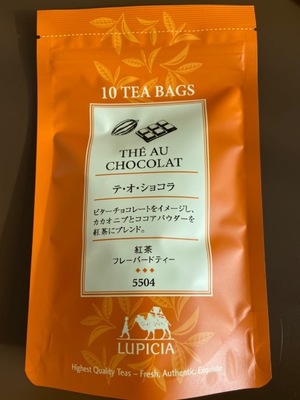 10 TEA BAGS
THÉ AU
CHOCOLAT
テ・オ・ショコラ
ビターチョコレートをイメージし、
カカオニブとココアパウダーを
紅茶にブレンド。
紅茶
フレーバードティー
5504
LUPICIA
Highest Quality Teas – Fresh, Authentic, Exquisite